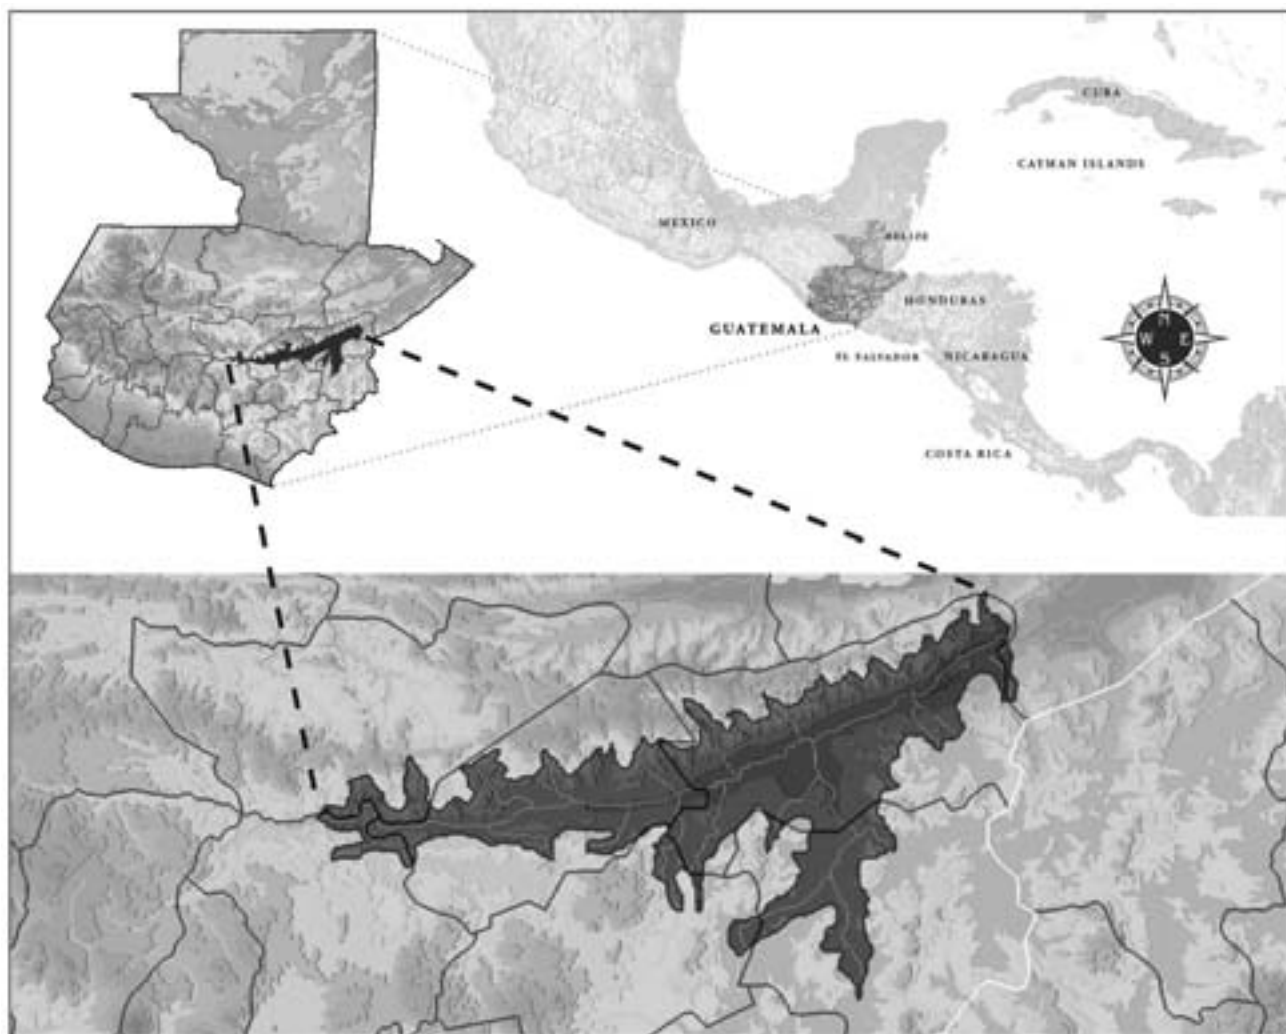 CUBA
CAYMAN ISLANDS
MEXICO
BELIZE
HONDURAS
GUATEMALA
EL SALVADOR
NICARAGUA
COSTA RICA
N
W E
S